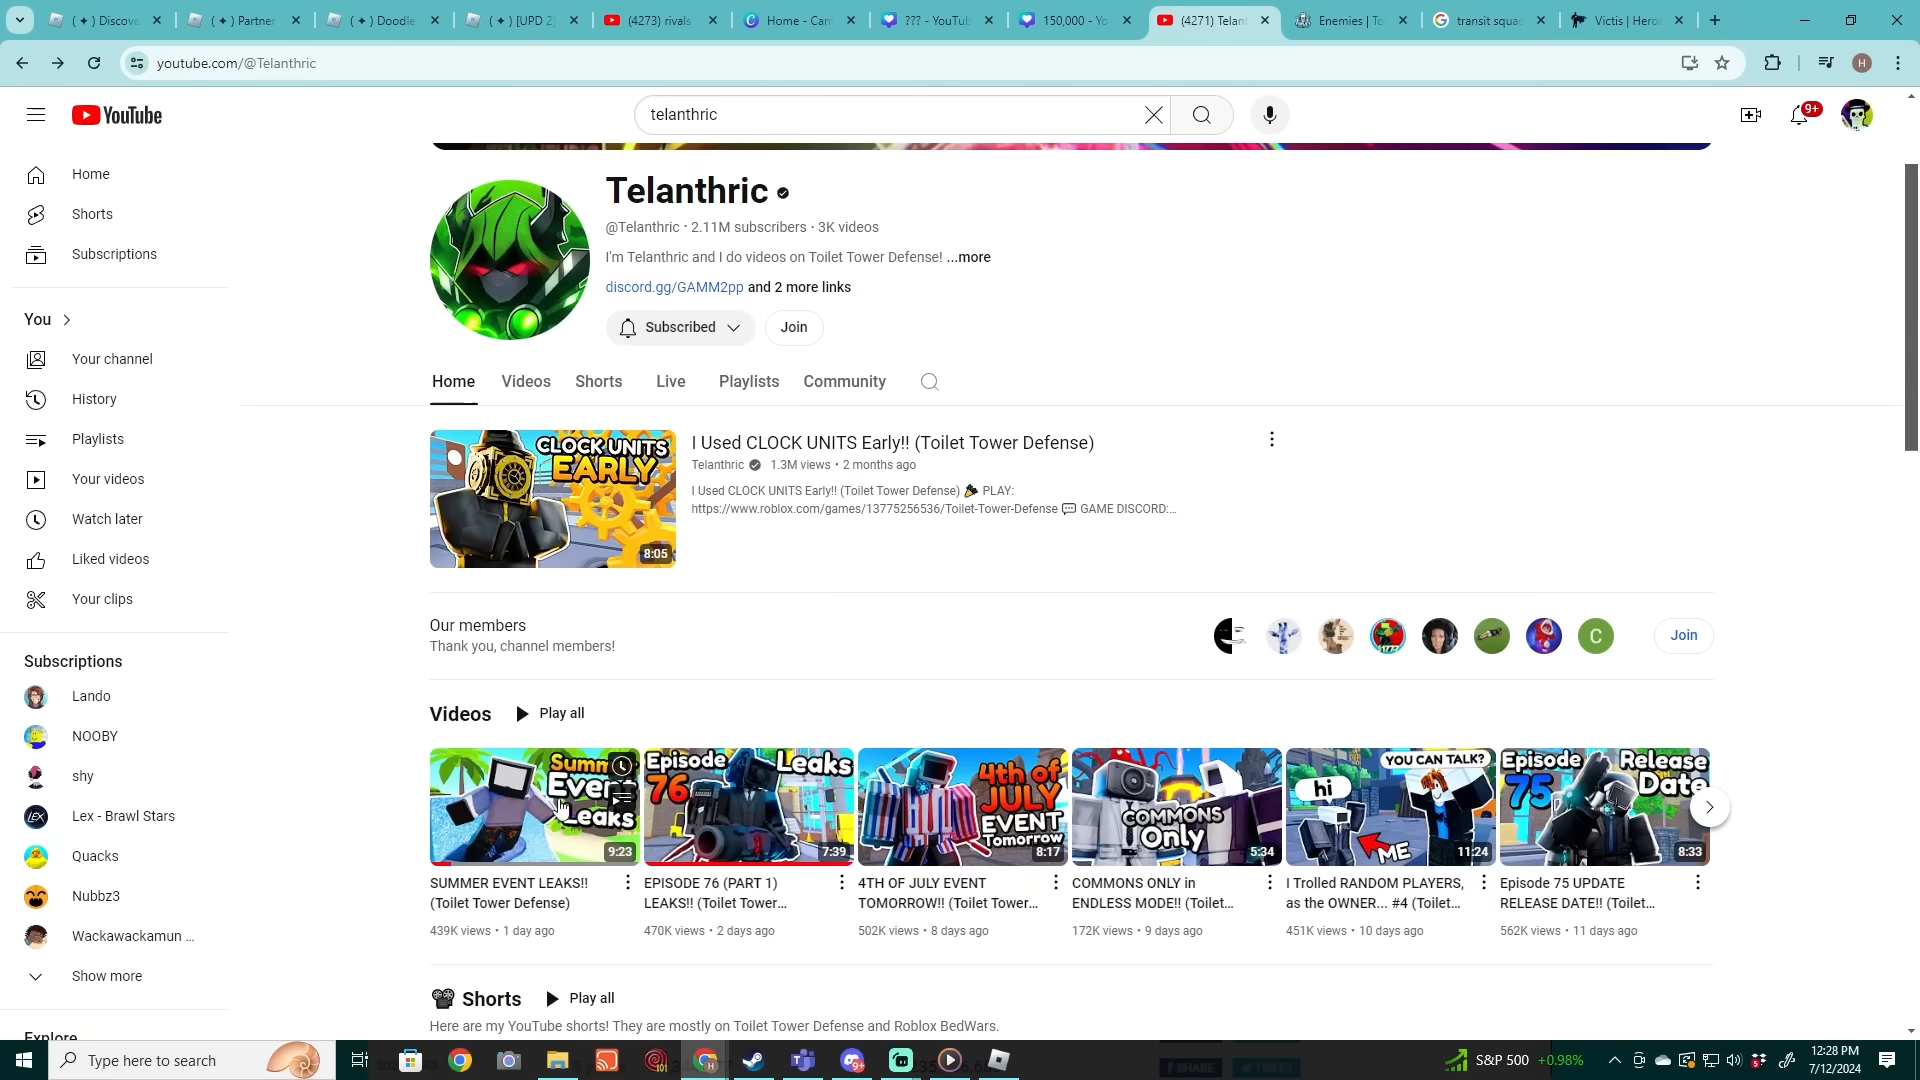 ( ✦ ) Discove
( ✦ ) Partner
( ✦ ) Doodle
( ✦ ) [UPD 2]
(4273) rivals
Home - Can
??? - YouTub
150,000 - Yo
(4271) Telant
Enemies | To
transit squa
Victis | Hero
youtube.com/@Telanthric
H
YouTube
telanthric
9+
Home
Shorts
Subscriptions
You
Your channel
History
Playlists
Your videos
Watch later
Liked videos
Your clips
Subscriptions
Lando
NOOBY
shy
LEX
Lex - Brawl Stars
Quacks
Nubbz3
Wackawackamun ...
Show more
Explore
Telanthric
@Telanthric · 2.11M subscribers · 3K videos
I'm Telanthric and I do videos on Toilet Tower Defense! ...more
discord.gg/GAMM2pp and 2 more links
Subscribed
Join
Home
Videos
Shorts
Live
Playlists
Community
CLOCK UNITS
EARLY
8:05
I Used CLOCK UNITS Early!! (Toilet Tower Defense)
Telanthric 1.3M views • 2 months ago
I Used CLOCK UNITS Early!! (Toilet Tower Defense) 🎉 PLAY:
https://www.roblox.com/games/13775256536/Toilet-Tower-Defense 💬 GAME DISCORD:...
Our members
Thank you, channel members!
C
Join
Videos
Play all
Summ
Even
Leaks
9:23
SUMMER EVENT LEAKS!!
(Toilet Tower Defense)
439K views • 1 day ago
Episode
76
Leaks
7:39
EPISODE 76 (PART 1)
LEAKS!! (Toilet Tower...
470K views • 2 days ago
4th of
JULY
EVENT
Tomorrow
8:17
4TH OF JULY EVENT
TOMORROW!! (Toilet Tower...
502K views • 8 days ago
COMMONS
Only
5:34
COMMONS ONLY in
ENDLESS MODE!! (Toilet...
172K views • 9 days ago
YOU CAN TALK?
hi
ME
11:24
I Trolled RANDOM PLAYERS,
as the OWNER... #4 (Toilet...
451K views • 10 days ago
Episode
75
Release
Date
8:33
Episode 75 UPDATE
RELEASE DATE!! (Toilet...
562K views • 11 days ago
Shorts
Play all
Here are my YouTube shorts! They are mostly on Toilet Tower Defense and Roblox BedWars.
Type here to search
S&P 500 +0.98%
12:28 PM
7/12/2024
SHARE
TWEET